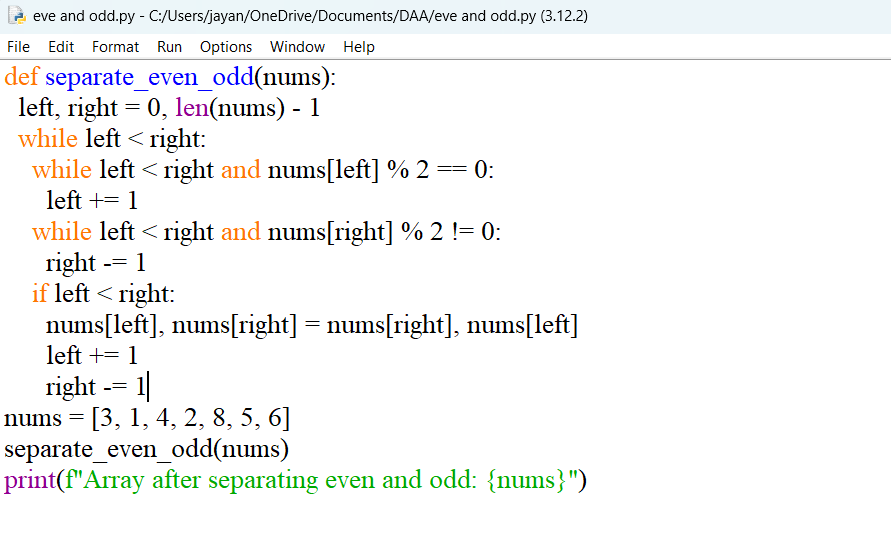 eve and odd.py - C:/Users/jayan/OneDrive/Documents/DAA/eve and odd.py (3.12.2)
File Edit Format Run Options Window Help
def separate_even_odd(nums):
  left, right = 0, len(nums) - 1
  while left < right:
    while left < right and nums[left] % 2 == 0:
      left += 1
    while left < right and nums[right] % 2 != 0:
      right -= 1
    if left < right:
      nums[left], nums[right] = nums[right], nums[left]
      left += 1
      right -= 1
nums = [3, 1, 4, 2, 8, 5, 6]
separate_even_odd(nums)
print(f"Array after separating even and odd: {nums}")